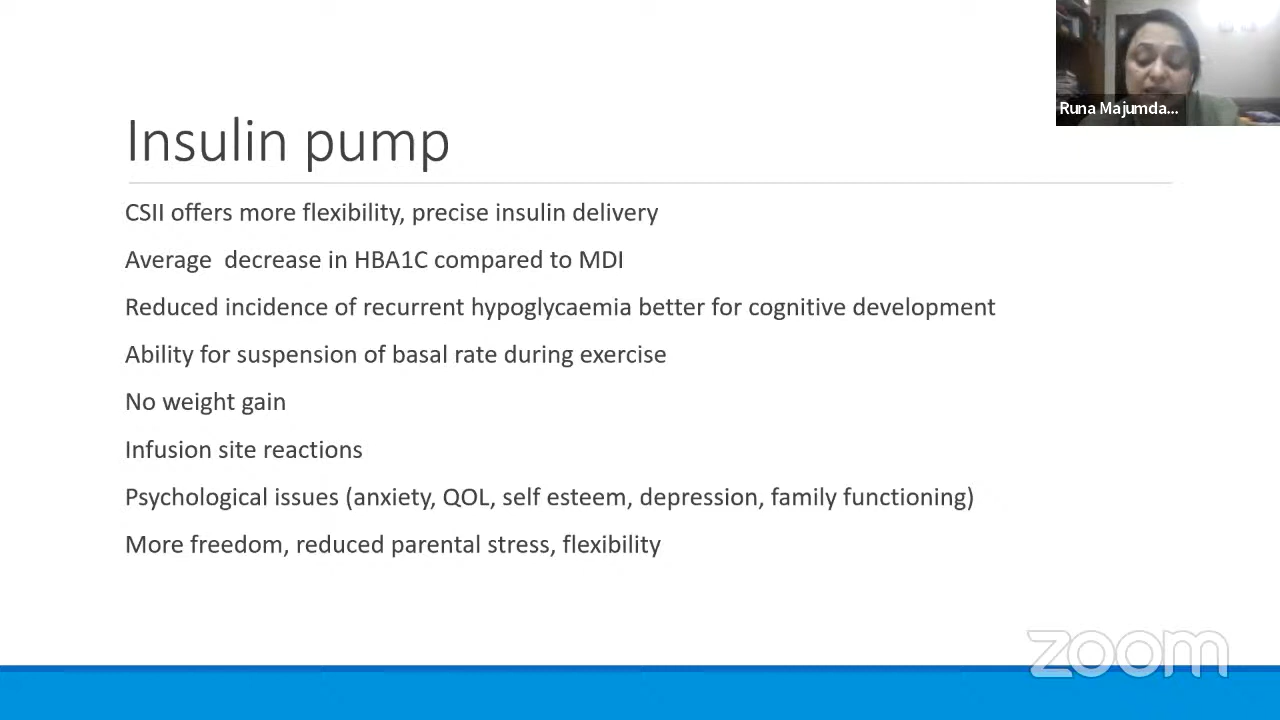 Runa Majumda...
Insulin pump
CSII offers more flexibility, precise insulin delivery
Average  decrease in HBA1C compared to MDI
Reduced incidence of recurrent hypoglycaemia better for cognitive development
Ability for suspension of basal rate during exercise
No weight gain
Infusion site reactions
Psychological issues (anxiety, QOL, self esteem, depression, family functioning)
More freedom, reduced parental stress, flexibility
zoom